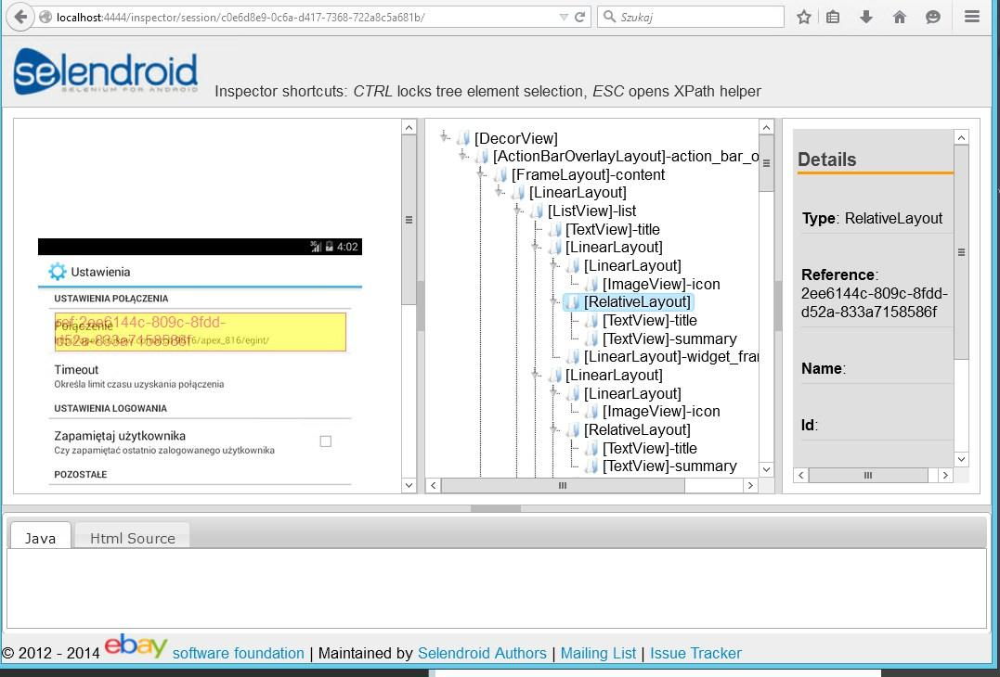 localhost:4444/inspector/session/c0e6d8e9-0c6a-d417-7368-722a8c5a681b/
Szukaj
selendroid
SELENIUM FOR ANDROID
Inspector shortcuts: CTRL locks tree element selection, ESC opens XPath helper
3G 4:02
Ustawienia
USTAWIENIA POŁĄCZENIA
ref:2ee6144c-809c-8fdd-
d52a-833a7158586f
Połączenie
/apex_816/egint/
Timeout
Określa limit czasu uzyskania połączenia
USTAWIENIA LOGOWANIA
Zapamiętaj użytkownika
Czy zapamiętać ostatnio zalogowanego użytkownika
POZOSTAŁE
[DecorView]
[ActionBarOverlayLayout]-action_bar_o
[FrameLayout]-content
[LinearLayout]
[ListView]-list
[TextView]-title
[LinearLayout]
[LinearLayout]
[ImageView]-icon
[RelativeLayout]
[TextView]-title
[TextView]-summary
[LinearLayout]-widget_frai
[LinearLayout]
[LinearLayout]
[ImageView]-icon
[RelativeLayout]
[TextView]-title
[TextView]-summary
Details
Type: RelativeLayout
Reference:
2ee6144c-809c-8fdd-
d52a-833a7158586f
Name:
Id:
Java
Html Source
© 2012 - 2014 ebay software foundation | Maintained by Selendroid Authors | Mailing List | Issue Tracker